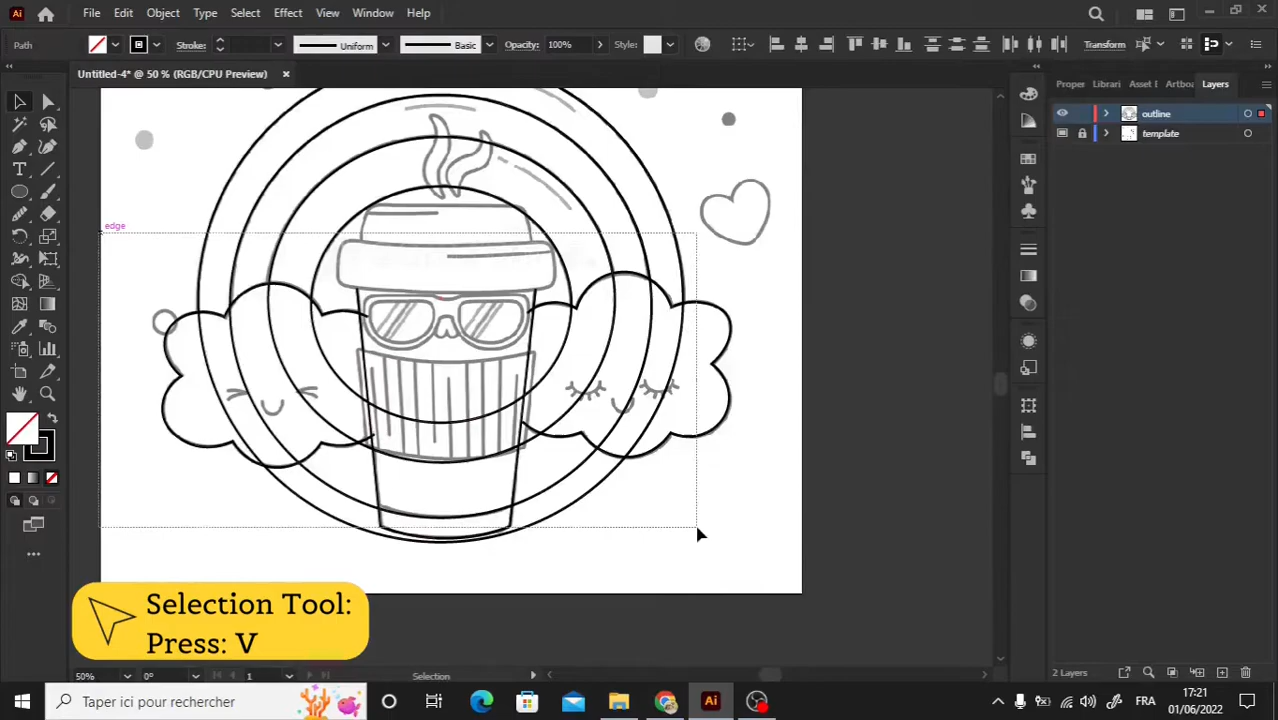 File Edit Object Type Select Effect View Window Help
Path Stroke: Uniform Basic Opacity: 100% Style: Transform
Untitled-4* @ 50 % (RGB/CPU Preview)
Proper Librari Asset E Artboa Layers
outline
template
edge
Selection Tool:
Press: V
50% 0° 1 Selection 2 Layers
Taper ici pour rechercher
Ai
FRA
17:21
01/06/2022